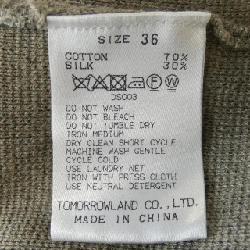 SIZE 36
COTTON 70%
SILK 30%
DO NOT WASH
DO NOT BLEACH
DO NOT TUMBLE DRY
IRON MEDIUM
DRY CLEAN SHORT CYCLE
MACHINE WASH GENTLE
CYCLE COLD
USE LAUNDRY NET
IRON WITH PRESS CLOTH
USE NEUTRAL DETERGENT
TOMORROWLAND CO.,LTD.
MADE IN CHINA